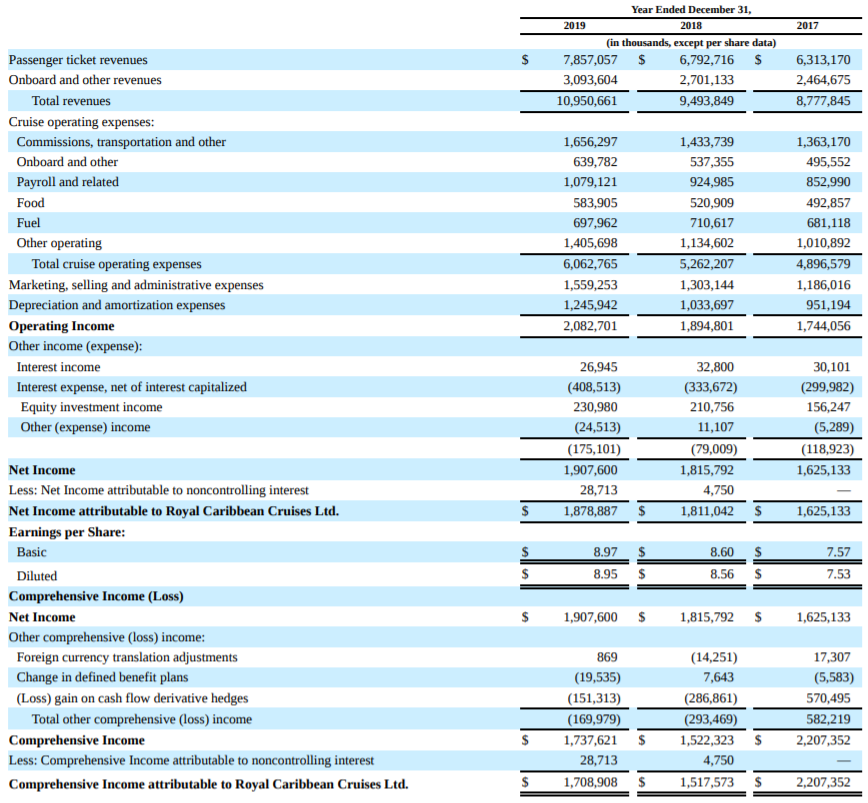 Year Ended December 31,
2019 2018 2017
(in thousands, except per share data)
Passenger ticket revenues $ 7,857,057 $ 6,792,716 $ 6,313,170
Onboard and other revenues 3,093,604 2,701,133 2,464,675
Total revenues 10,950,661 9,493,849 8,777,845
Cruise operating expenses:
Commissions, transportation and other 1,656,297 1,433,739 1,363,170
Onboard and other 639,782 537,355 495,552
Payroll and related 1,079,121 924,985 852,990
Food 583,905 520,909 492,857
Fuel 697,962 710,617 681,118
Other operating 1,405,698 1,134,602 1,010,892
Total cruise operating expenses 6,062,765 5,262,207 4,896,579
Marketing, selling and administrative expenses 1,559,253 1,303,144 1,186,016
Depreciation and amortization expenses 1,245,942 1,033,697 951,194
Operating Income 2,082,701 1,894,801 1,744,056
Other income (expense):
Interest income 26,945 32,800 30,101
Interest expense, net of interest capitalized (408,513) (333,672) (299,982)
Equity investment income 230,980 210,756 156,247
Other (expense) income (24,513) 11,107 (5,289)
(175,101) (79,009) (118,923)
Net Income 1,907,600 1,815,792 1,625,133
Less: Net Income attributable to noncontrolling interest 28,713 4,750 —
Net Income attributable to Royal Caribbean Cruises Ltd. $ 1,878,887 $ 1,811,042 $ 1,625,133
Earnings per Share:
Basic $ 8.97 $ 8.60 $ 7.57
Diluted $ 8.95 $ 8.56 $ 7.53
Comprehensive Income (Loss)
Net Income $ 1,907,600 $ 1,815,792 $ 1,625,133
Other comprehensive (loss) income:
Foreign currency translation adjustments 869 (14,251) 17,307
Change in defined benefit plans (19,535) 7,643 (5,583)
(Loss) gain on cash flow derivative hedges (151,313) (286,861) 570,495
Total other comprehensive (loss) income (169,979) (293,469) 582,219
Comprehensive Income $ 1,737,621 $ 1,522,323 $ 2,207,352
Less: Comprehensive Income attributable to noncontrolling interest 28,713 4,750 —
Comprehensive Income attributable to Royal Caribbean Cruises Ltd. $ 1,708,908 $ 1,517,573 $ 2,207,352